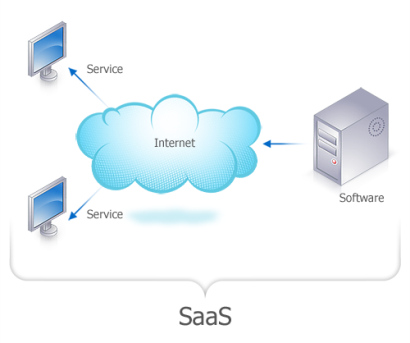 Service
Internet
Software
Service
SaaS